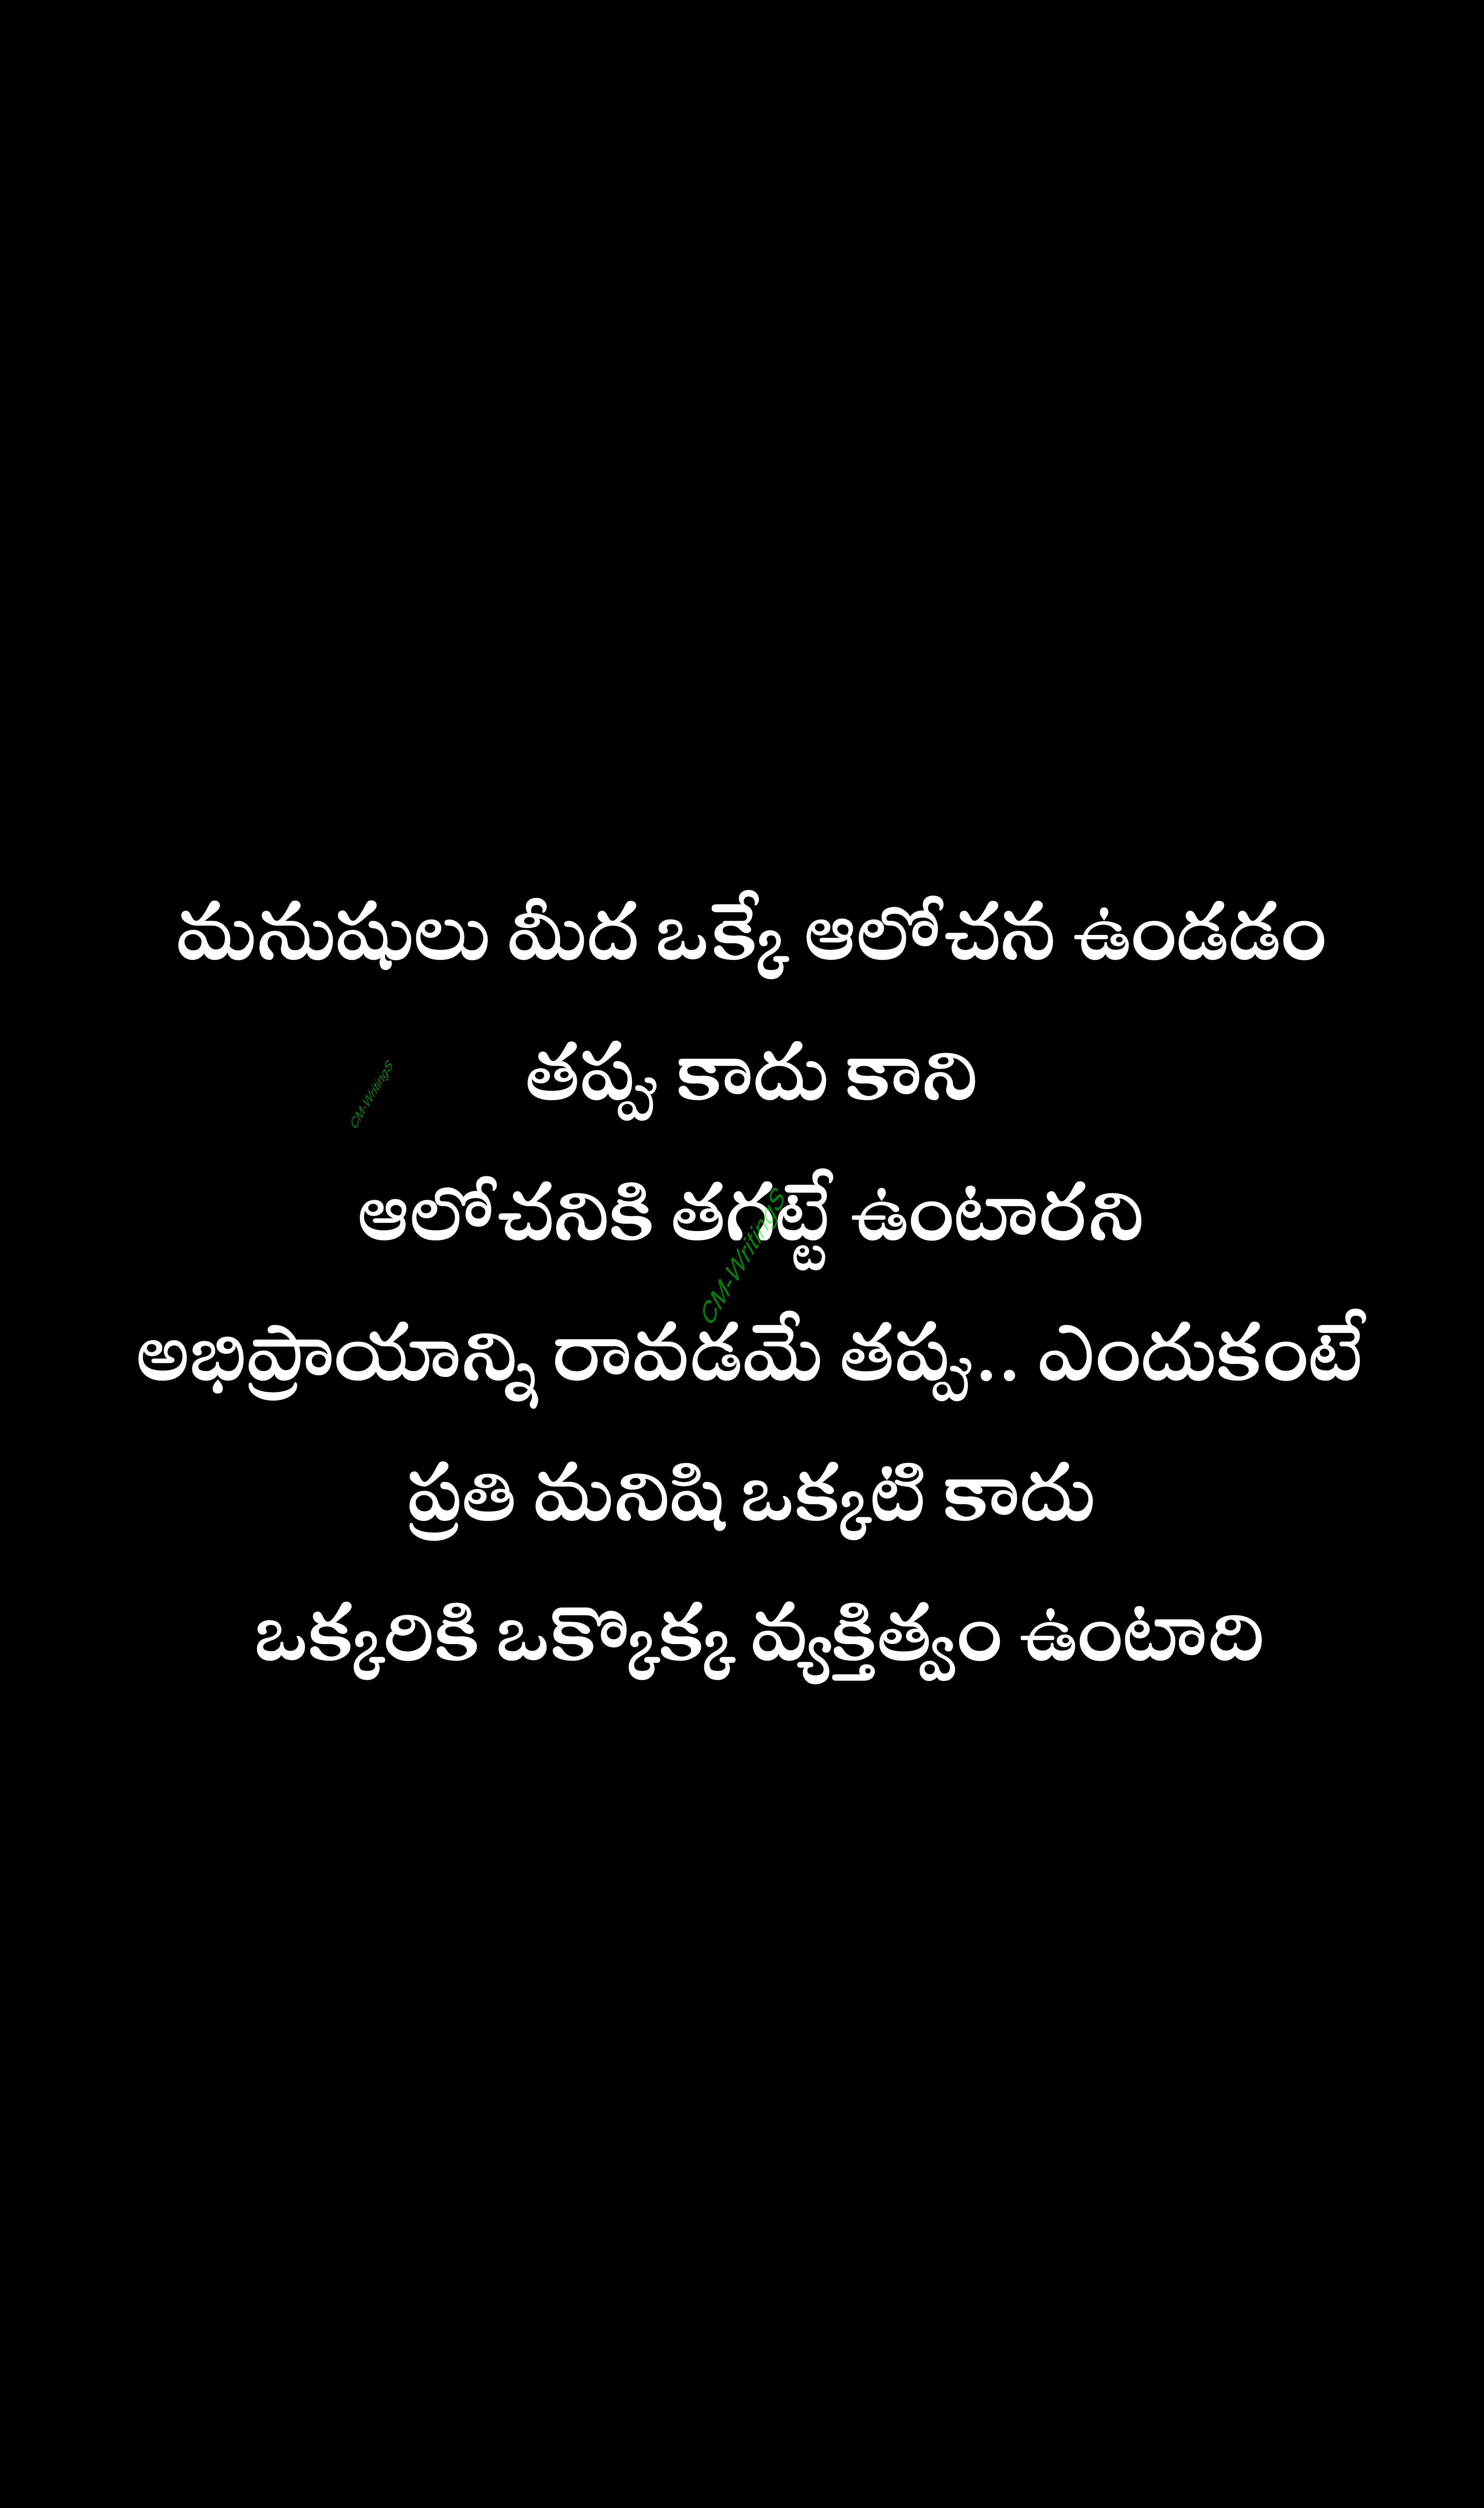 మనుషులు మీద ఒక్కే ఆలోచన ఉండడం
తప్పు కాదు కాని
CM-Writings
ఆలోచనికి తగట్టే ఉంటారని
CM-Writings
అభిప్రాయాన్ని రావడమే తప్పు.. ఎందుకంటే
ప్రతి మనిషి ఒక్కటి కాదు
ఒక్కరికి ఒక్కొక్క వ్యక్తిత్వం ఉంటాది